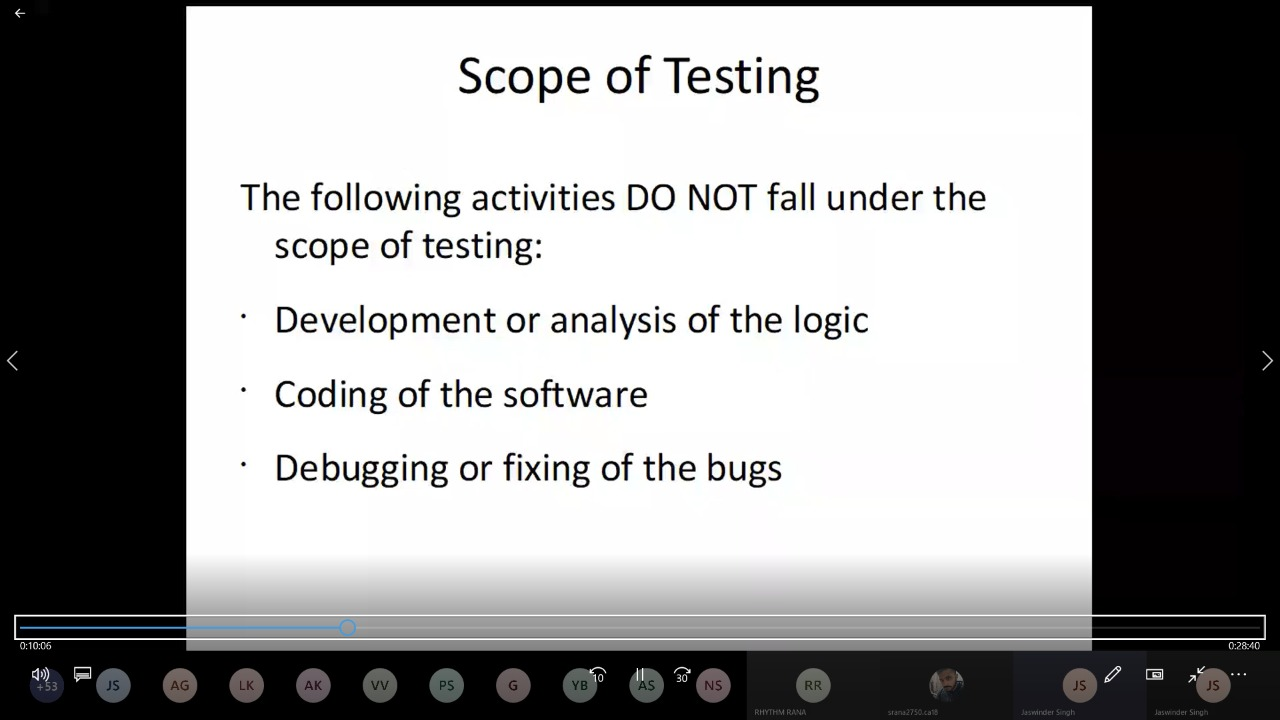 Scope of Testing
The following activities DO NOT fall under the
scope of testing:
· Development or analysis of the logic
· Coding of the software
· Debugging or fixing of the bugs
0:10:06
0:28:40
+53
JS
AG
LK
AK
VV
PS
G
YB
10
AS
30
NS
RR
JS
JS
RHYTHM RANA
srana2750.ca18
Jaswinder Singh
Jaswinder Singh